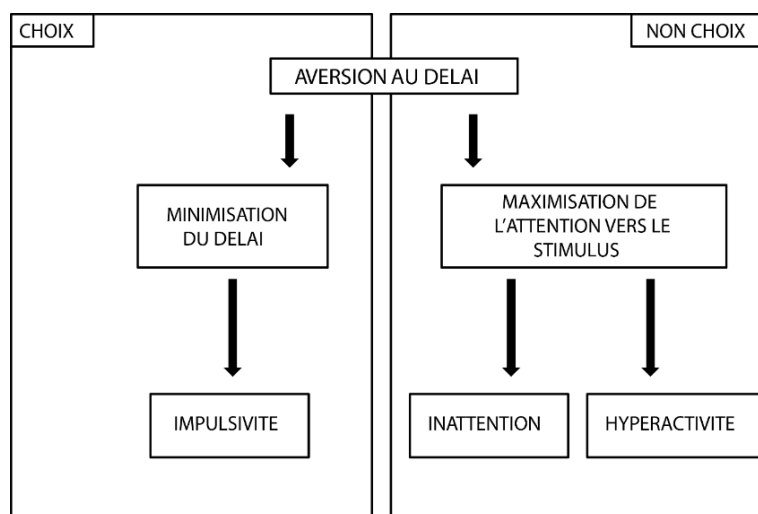 CHOIX
NON CHOIX
AVERSION AU DELAI
MINIMISATION
DU DELAI
MAXIMISATION DE
L'ATTENTION VERS LE
STIMULUS
IMPULSIVITE
INATTENTION
HYPERACTIVITE